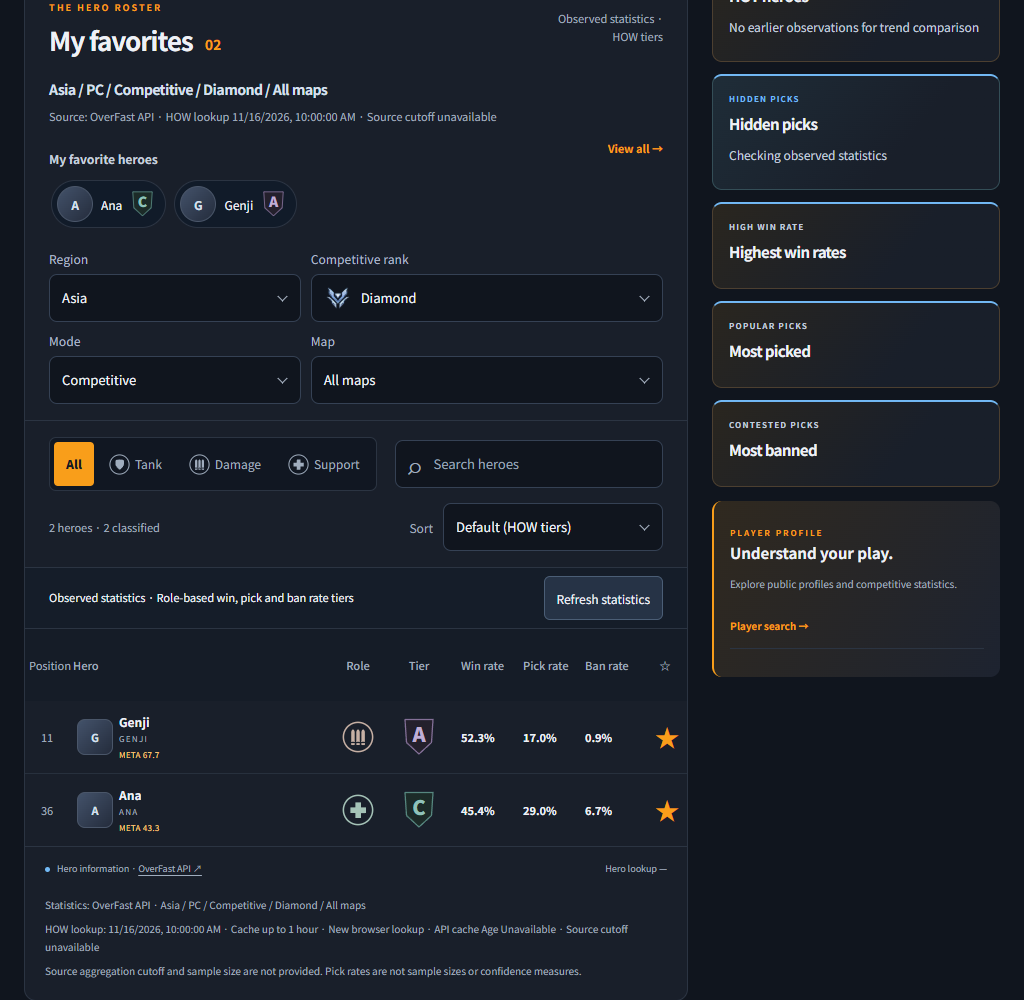 THE HERO ROSTER
My favorites 02
Observed statistics ·
HOW tiers
Asia / PC / Competitive / Diamond / All maps
Source: OverFast API · HOW lookup 11/16/2026, 10:00:00 AM · Source cutoff unavailable
My favorite heroes
View all →
A Ana C
G Genji A
Region
Competitive rank
Asia
Diamond
Mode
Map
Competitive
All maps
All
Tank
Damage
Support
Search heroes
2 heroes · 2 classified
Sort
Default (HOW tiers)
Observed statistics · Role-based win, pick and ban rate tiers
Refresh statistics
Position Hero Role Tier Win rate Pick rate Ban rate ☆
11 G Genji A 52.3% 17.0% 0.9% ★
GENJI
META 67.7
36 A Ana C 45.4% 29.0% 6.7% ★
ANA
META 43.3
Hero information · OverFast API ↗
Hero lookup —
Statistics: OverFast API · Asia / PC / Competitive / Diamond / All maps
HOW lookup: 11/16/2026, 10:00:00 AM · Cache up to 1 hour · New browser lookup · API cache Age Unavailable · Source cutoff
unavailable
Source aggregation cutoff and sample size are not provided. Pick rates are not sample sizes or confidence measures.
No earlier observations for trend comparison
HIDDEN PICKS
Hidden picks
Checking observed statistics
HIGH WIN RATE
Highest win rates
POPULAR PICKS
Most picked
CONTESTED PICKS
Most banned
PLAYER PROFILE
Understand your play.
Explore public profiles and competitive statistics.
Player search →